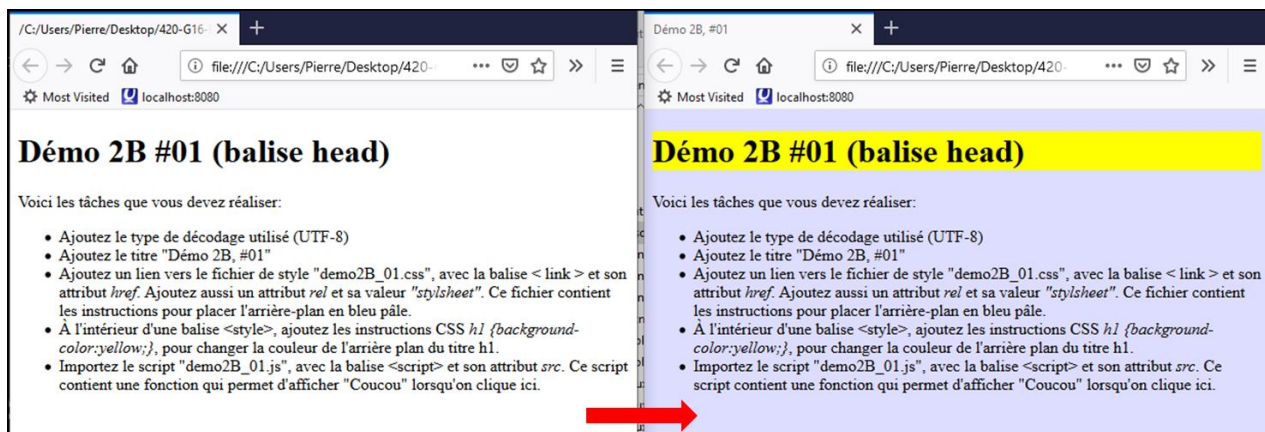 /C:/Users/Pierre/Desktop/420-G16-
file:///C:/Users/Pierre/Desktop/420-
Most Visited localhost:8080
Démo 2B #01 (balise head)
Voici les tâches que vous devez réaliser:
• Ajoutez le type de décodage utilisé (UTF-8)
• Ajoutez le titre "Démo 2B, #01"
• Ajoutez un lien vers le fichier de style "demo2B_01.css", avec la balise < link > et son
attribut href. Ajoutez aussi un attribut rel et sa valeur "stylsheet". Ce fichier contient
les instructions pour placer l'arrière-plan en bleu pâle.
• À l'intérieur d'une balise <style>, ajoutez les instructions CSS h1 {background-
color:yellow;}, pour changer la couleur de l'arrière plan du titre h1.
• Importez le script "demo2B_01.js", avec la balise <script> et son attribut src. Ce script
contient une fonction qui permet d'afficher "Coucou" lorsqu'on clique ici.
Démo 2B, #01
file:///C:/Users/Pierre/Desktop/420-
Most Visited localhost:8080
Démo 2B #01 (balise head)
Voici les tâches que vous devez réaliser:
• Ajoutez le type de décodage utilisé (UTF-8)
• Ajoutez le titre "Démo 2B, #01"
• Ajoutez un lien vers le fichier de style "demo2B_01.css", avec la balise < link > et son
attribut href. Ajoutez aussi un attribut rel et sa valeur "stylsheet". Ce fichier contient
les instructions pour placer l'arrière-plan en bleu pâle.
• À l'intérieur d'une balise <style>, ajoutez les instructions CSS h1 {background-
color:yellow;}, pour changer la couleur de l'arrière plan du titre h1.
• Importez le script "demo2B_01.js", avec la balise <script> et son attribut src. Ce
script contient une fonction qui permet d'afficher "Coucou" lorsqu'on clique ici.